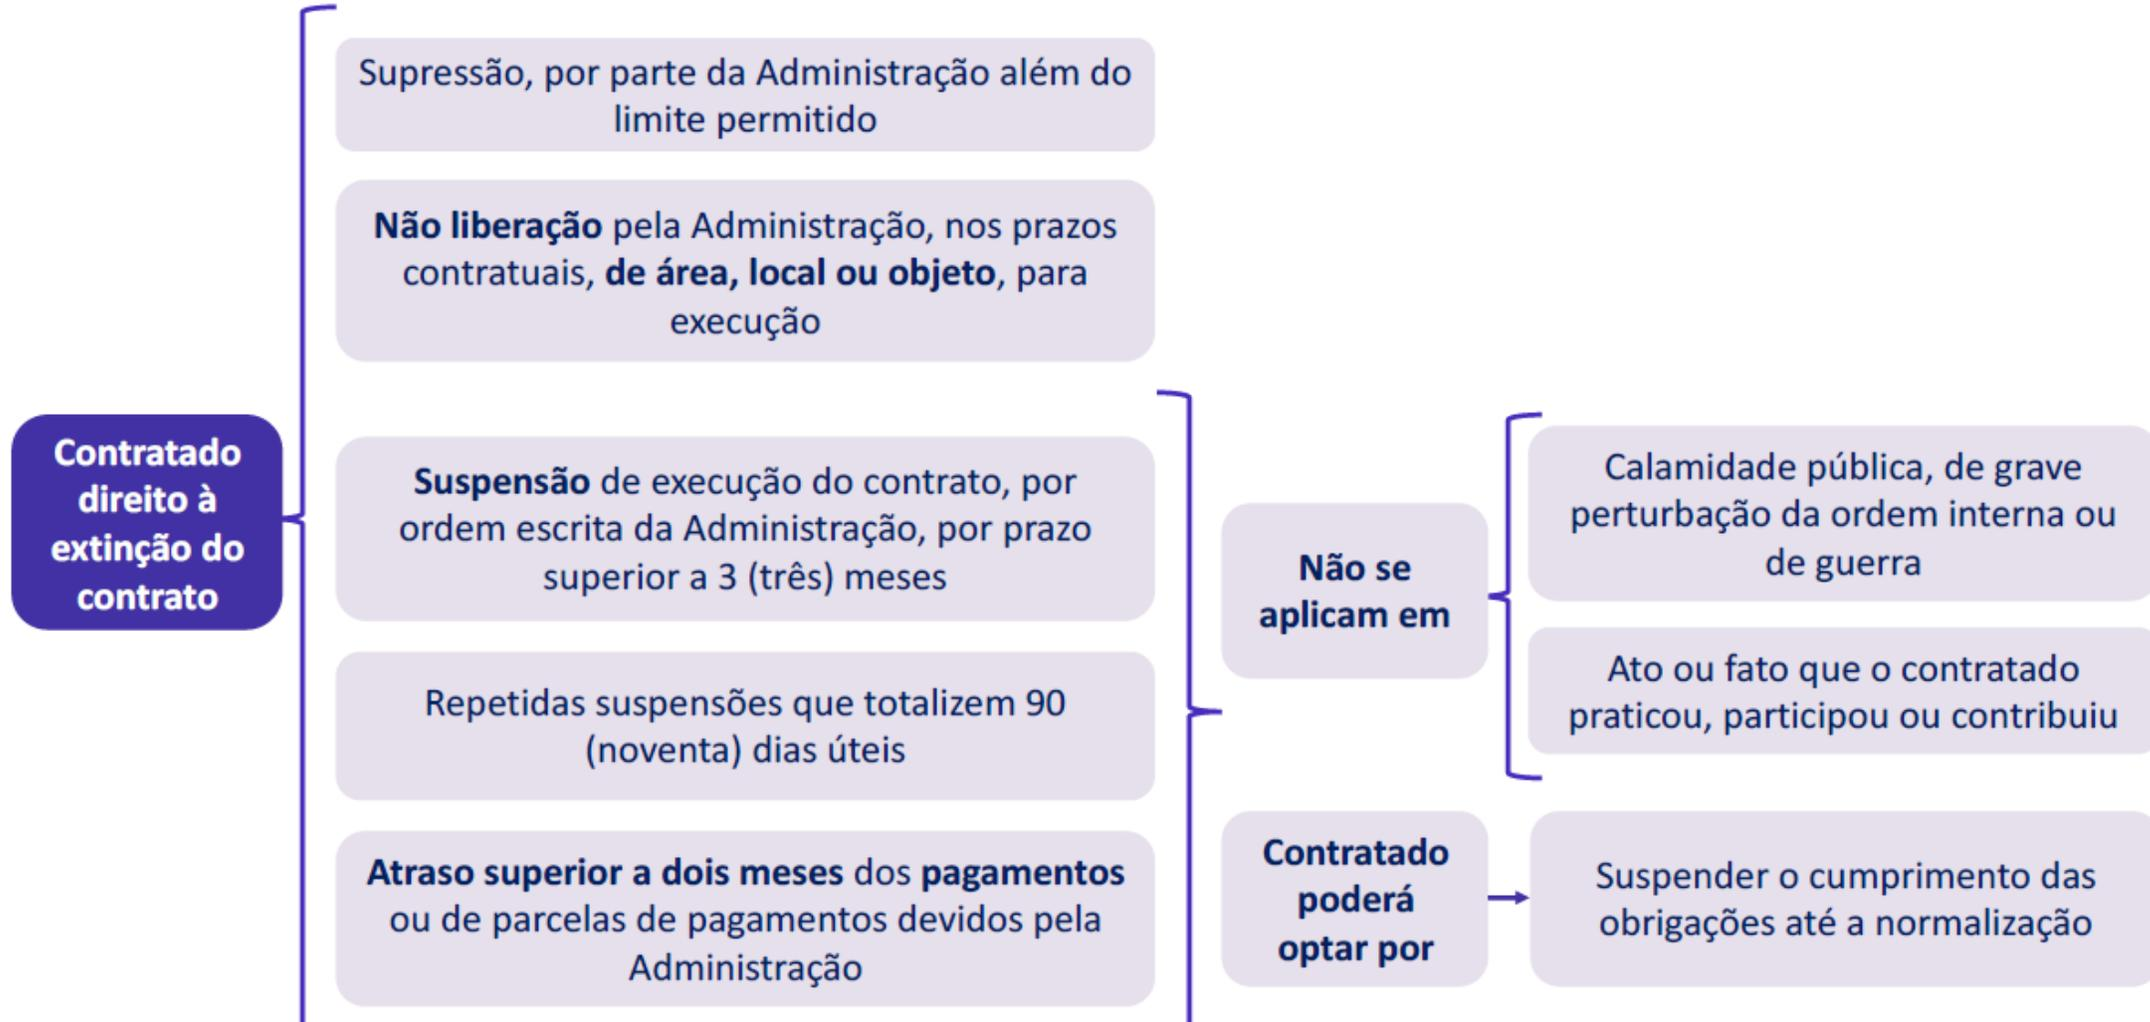 Contratado
direito à
extinção do
contrato
Supressão, por parte da Administração além do
limite permitido
Não liberação pela Administração, nos prazos
contratuais, de área, local ou objeto, para
execução
Suspensão de execução do contrato, por
ordem escrita da Administração, por prazo
superior a 3 (três) meses
Repetidas suspensões que totalizem 90
(noventa) dias úteis
Atraso superior a dois meses dos pagamentos
ou de parcelas de pagamentos devidos pela
Administração
Não se
aplicam em
Calamidade pública, de grave
perturbação da ordem interna ou
de guerra
Ato ou fato que o contratado
praticou, participou ou contribuiu
Contratado
poderá
optar por
Suspender o cumprimento das
obrigações até a normalização